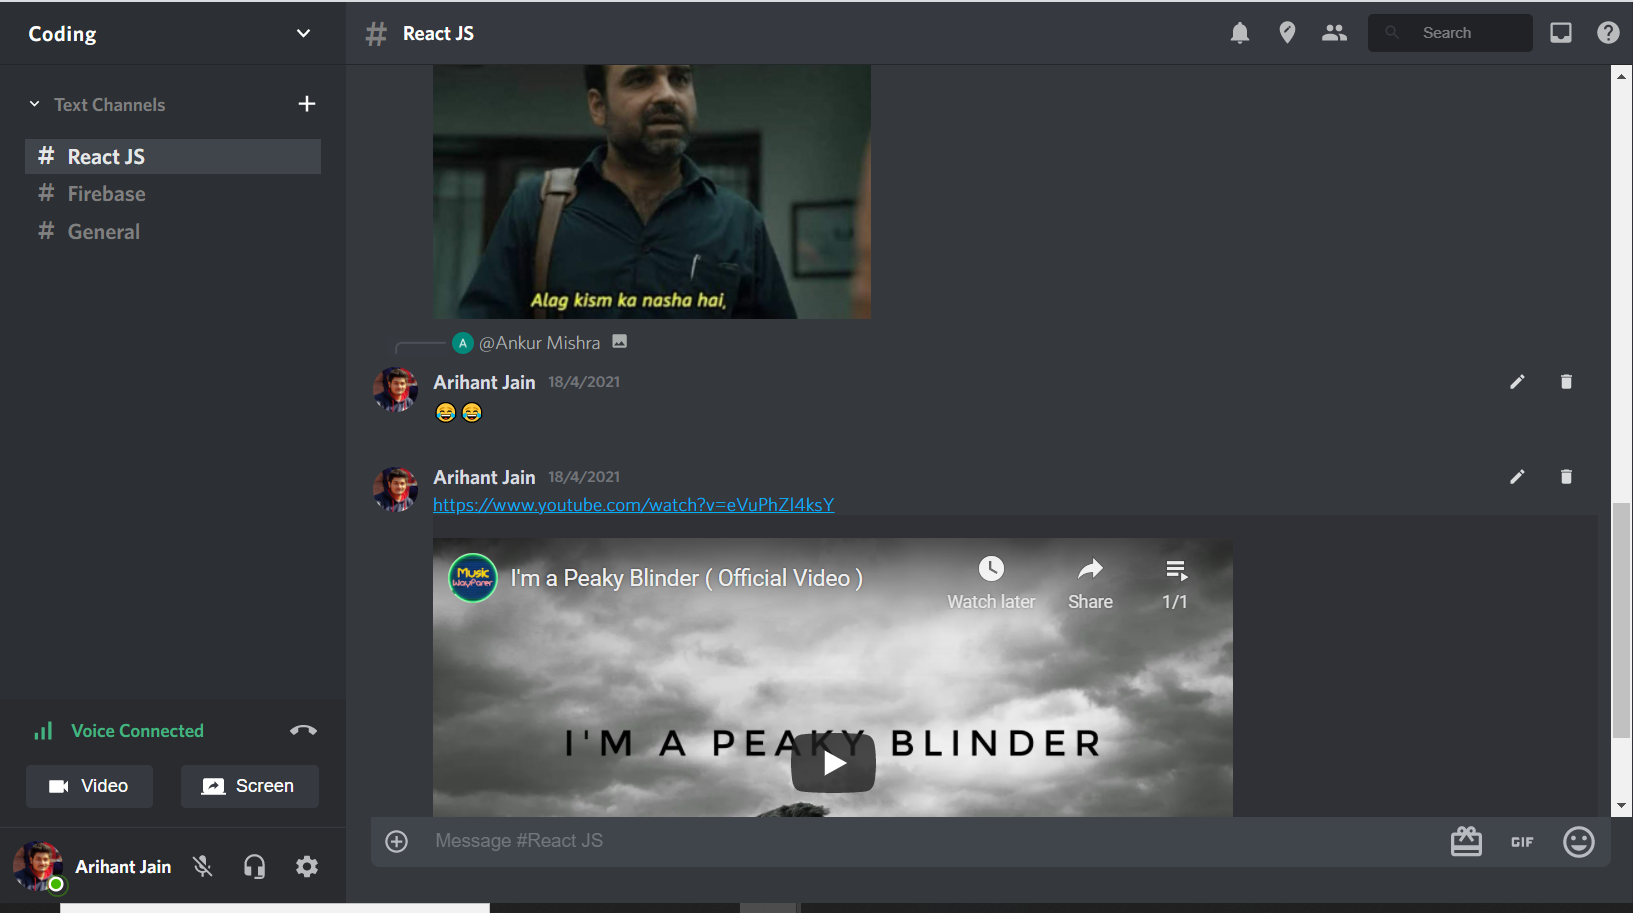 Coding
React JS
Search
Text Channels
React JS
Firebase
General
Alag kism ka nasha hai,
A @Ankur Mishra
Arihant Jain 18/4/2021
😂 😂
Arihant Jain 18/4/2021
https://www.youtube.com/watch?v=eVuPhZl4ksY
Music
WayFarer
I'm a Peaky Blinder ( Official Video )
Watch later
Share
1/1
I'M A PEAKY BLINDER
Voice Connected
Video
Screen
Arihant Jain
Message #React JS
GIF